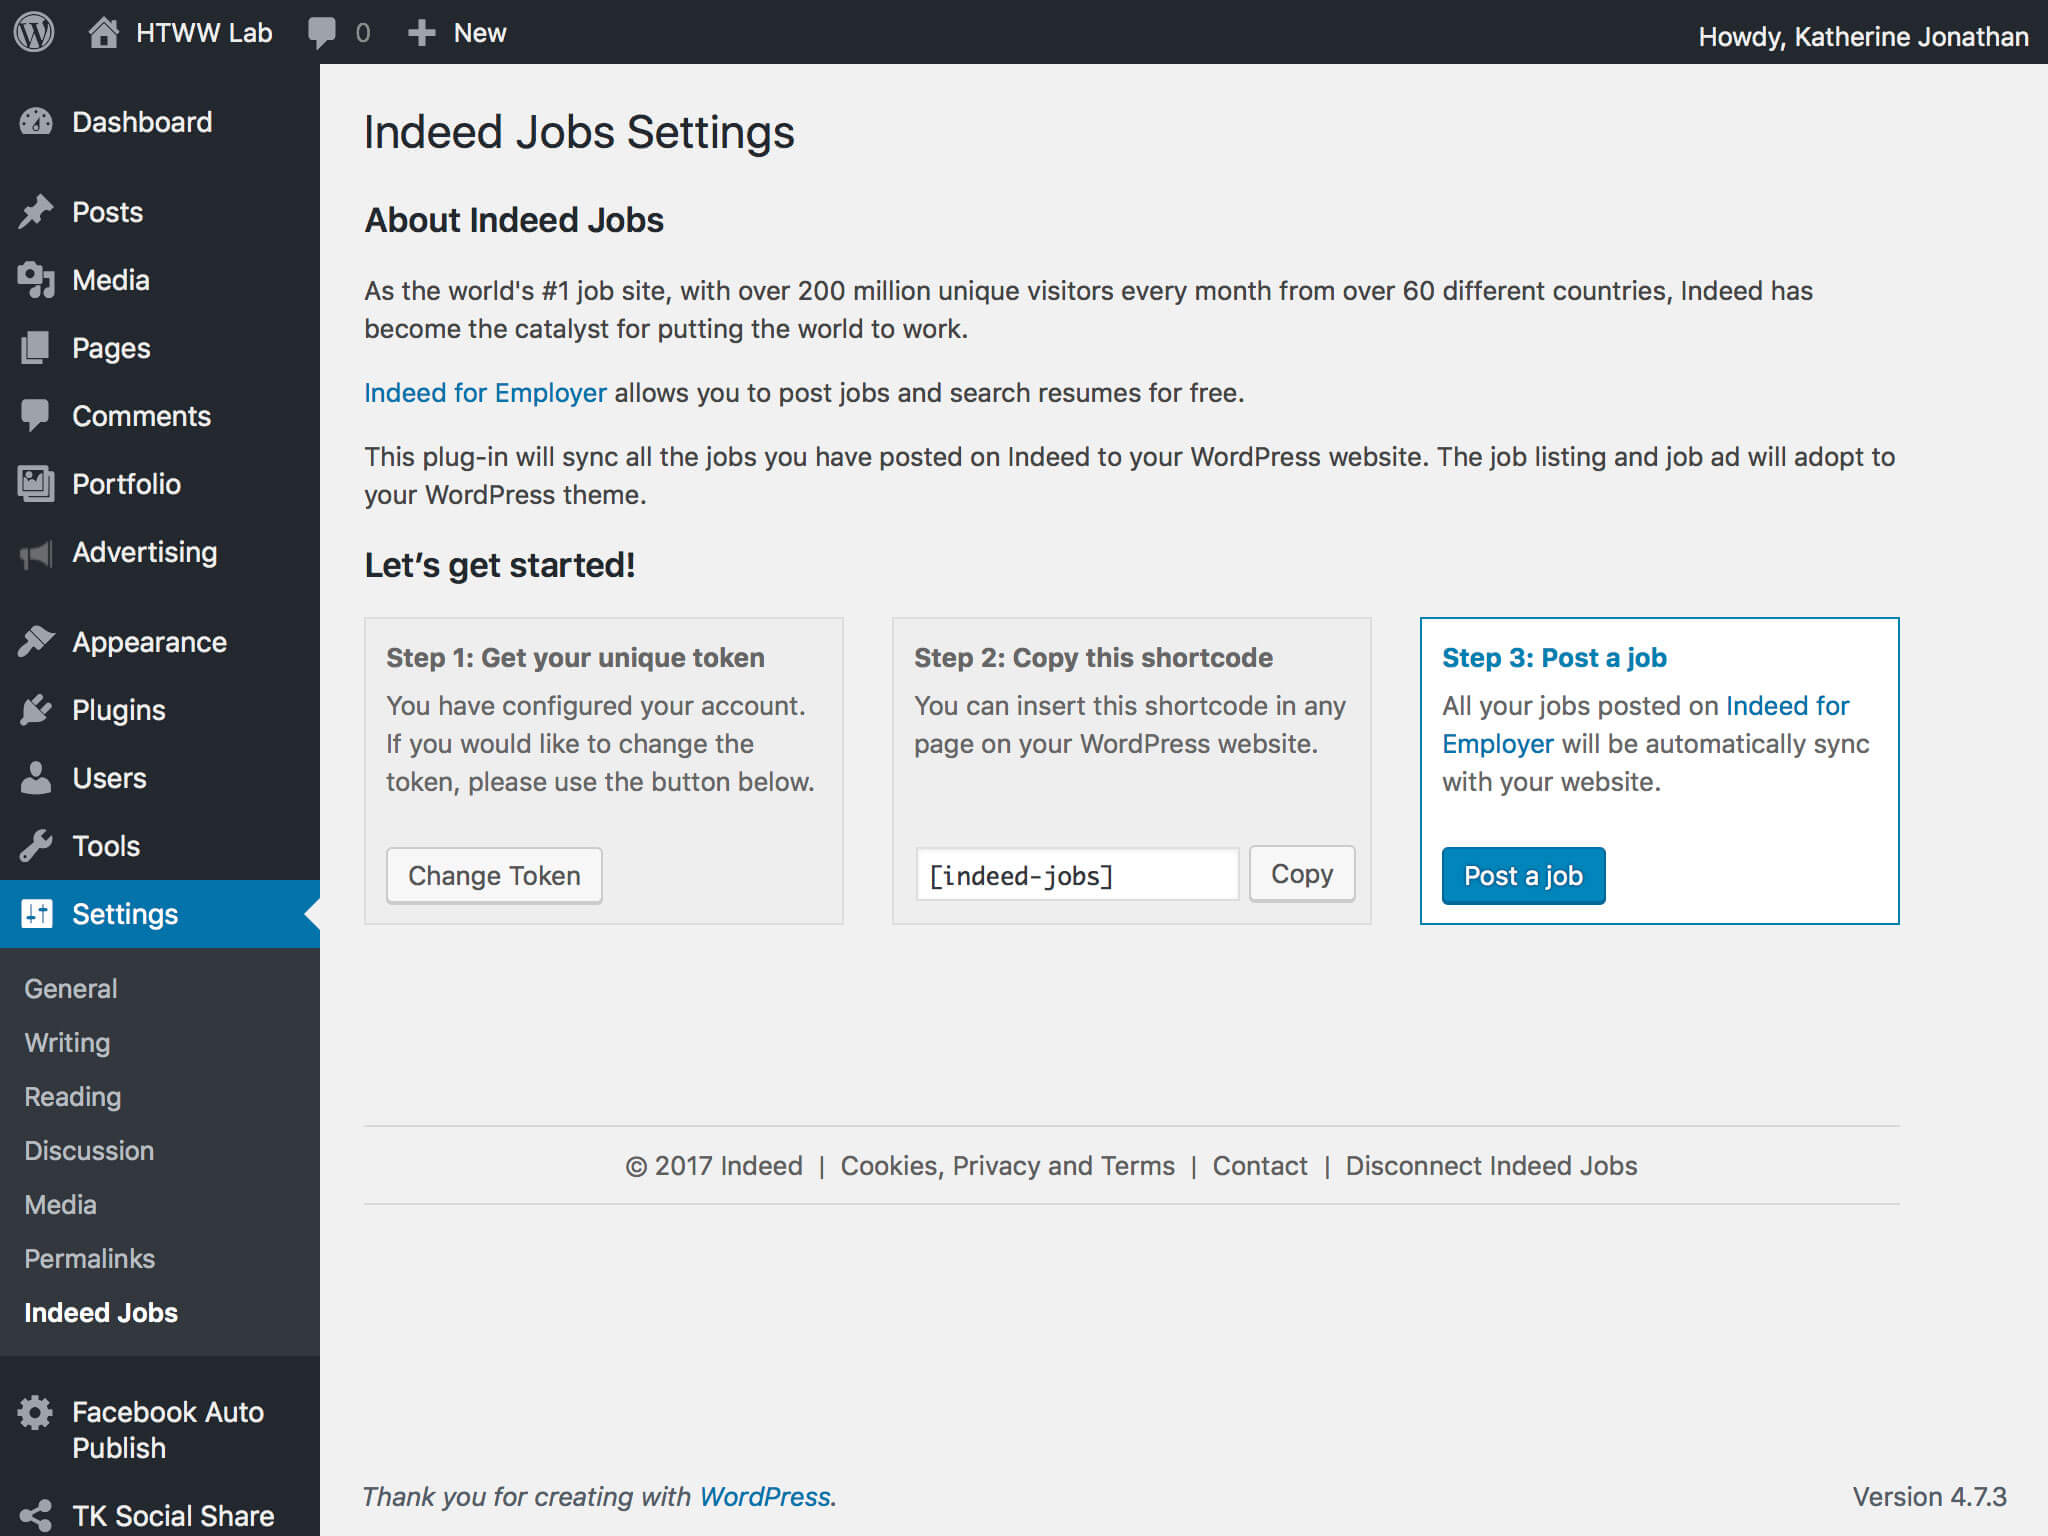 HTWW Lab 0 New Howdy, Katherine Jonathan
Dashboard
Posts
Media
Pages
Comments
Portfolio
Advertising
Appearance
Plugins
Users
Tools
Settings
General
Writing
Reading
Discussion
Media
Permalinks
Indeed Jobs
Facebook Auto
Publish
TK Social Share
Indeed Jobs Settings
About Indeed Jobs
As the world's #1 job site, with over 200 million unique visitors every month from over 60 different countries, Indeed has
become the catalyst for putting the world to work.
Indeed for Employer allows you to post jobs and search resumes for free.
This plug-in will sync all the jobs you have posted on Indeed to your WordPress website. The job listing and job ad will adopt to
your WordPress theme.
Let’s get started!
Step 1: Get your unique token
You have configured your account.
If you would like to change the
token, please use the button below.
Change Token
Step 2: Copy this shortcode
You can insert this shortcode in any
page on your WordPress website.
[indeed-jobs] Copy
Step 3: Post a job
All your jobs posted on Indeed for
Employer will be automatically sync
with your website.
Post a job
© 2017 Indeed | Cookies, Privacy and Terms | Contact | Disconnect Indeed Jobs
Thank you for creating with WordPress. Version 4.7.3